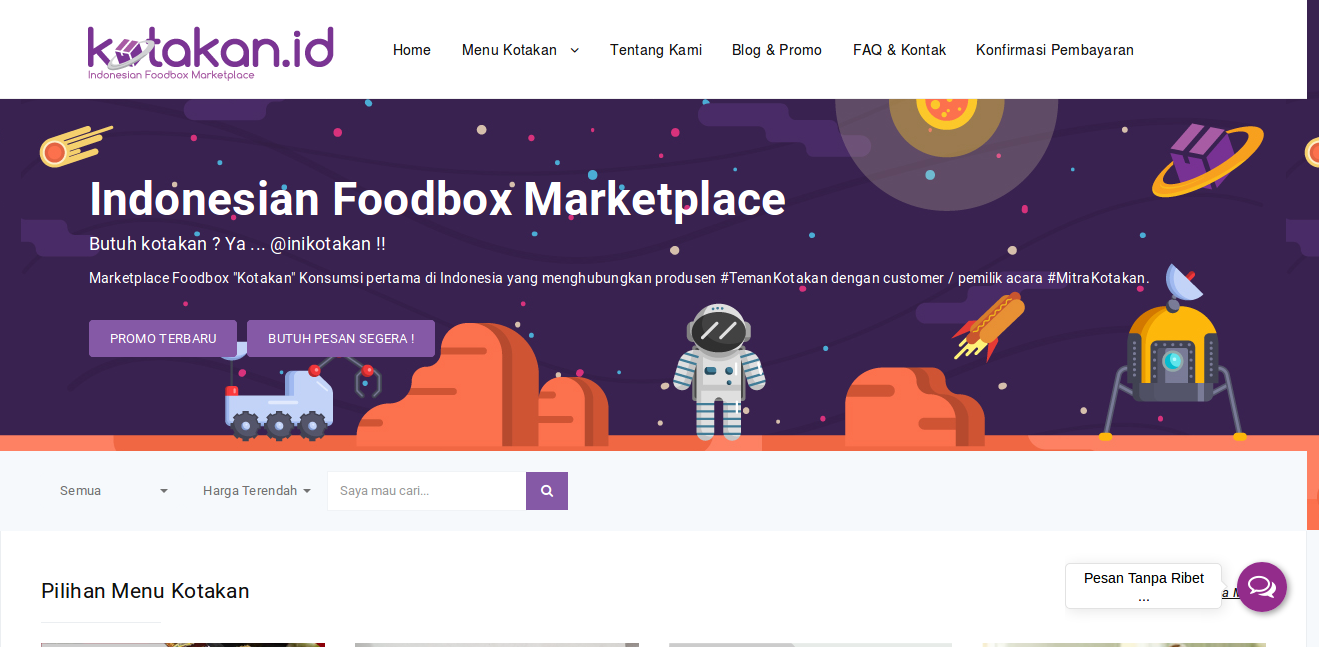 kotakan.id
Indonesian Foodbox Marketplace
Home Menu Kotakan Tentang Kami Blog & Promo FAQ & Kontak Konfirmasi Pembayaran
Indonesian Foodbox Marketplace
Butuh kotakan ? Ya ... @inikotakan !!
Marketplace Foodbox "Kotakan" Konsumsi pertama di Indonesia yang menghubungkan produsen #TemanKotakan dengan customer / pemilik acara #MitraKotakan.
PROMO TERBARU BUTUH PESAN SEGERA !
Semua Harga Terendah Saya mau cari...
Pilihan Menu Kotakan
Pesan Tanpa Ribet
...